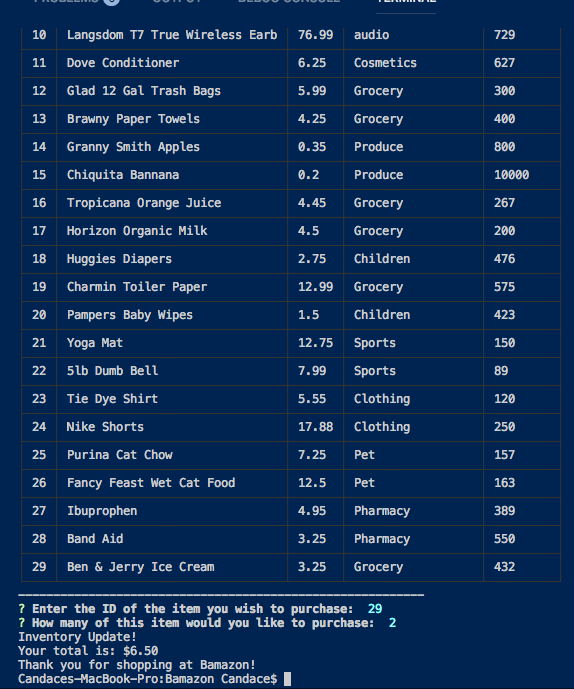 PROBLEMS OUTPUT DEBUG CONSOLE TERMINAL
10 Langsdom T7 True Wireless Earb 76.99 audio 729
11 Dove Conditioner 6.25 Cosmetics 627
12 Glad 12 Gal Trash Bags 5.99 Grocery 300
13 Brawny Paper Towels 4.25 Grocery 400
14 Granny Smith Apples 0.35 Produce 800
15 Chiquita Bannana 0.2 Produce 10000
16 Tropicana Orange Juice 4.45 Grocery 267
17 Horizon Organic Milk 4.5 Grocery 200
18 Huggies Diapers 2.75 Children 476
19 Charmin Toiler Paper 12.99 Grocery 575
20 Pampers Baby Wipes 1.5 Children 423
21 Yoga Mat 12.75 Sports 150
22 5lb Dumb Bell 7.99 Sports 89
23 Tie Dye Shirt 5.55 Clothing 120
24 Nike Shorts 17.88 Clothing 250
25 Purina Cat Chow 7.25 Pet 157
26 Fancy Feast Wet Cat Food 12.5 Pet 163
27 Ibuprophen 4.95 Pharmacy 389
28 Band Aid 3.25 Pharmacy 550
29 Ben & Jerry Ice Cream 3.25 Grocery 432
? Enter the ID of the item you wish to purchase: 29
? How many of this item would you like to purchase: 2
Inventory Update!
Your total is: $6.50
Thank you for shopping at Bamazon!
Candaces-MacBook-Pro:Bamazon Candace$